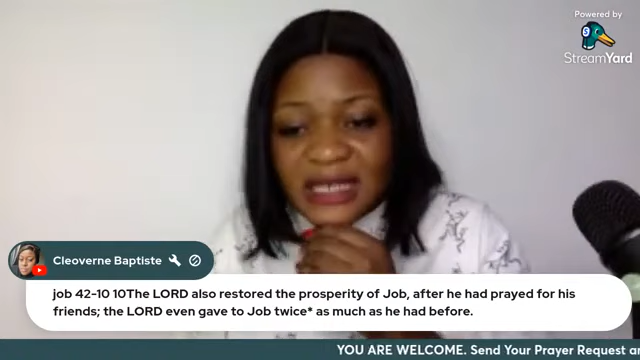 Powered by
StreamYard
Cleoverne Baptiste
job 42-10 10The LORD also restored the prosperity of Job, after he had prayed for his
friends; the LORD even gave to Job twice* as much as he had before.
YOU ARE WELCOME. Send Your Prayer Request a